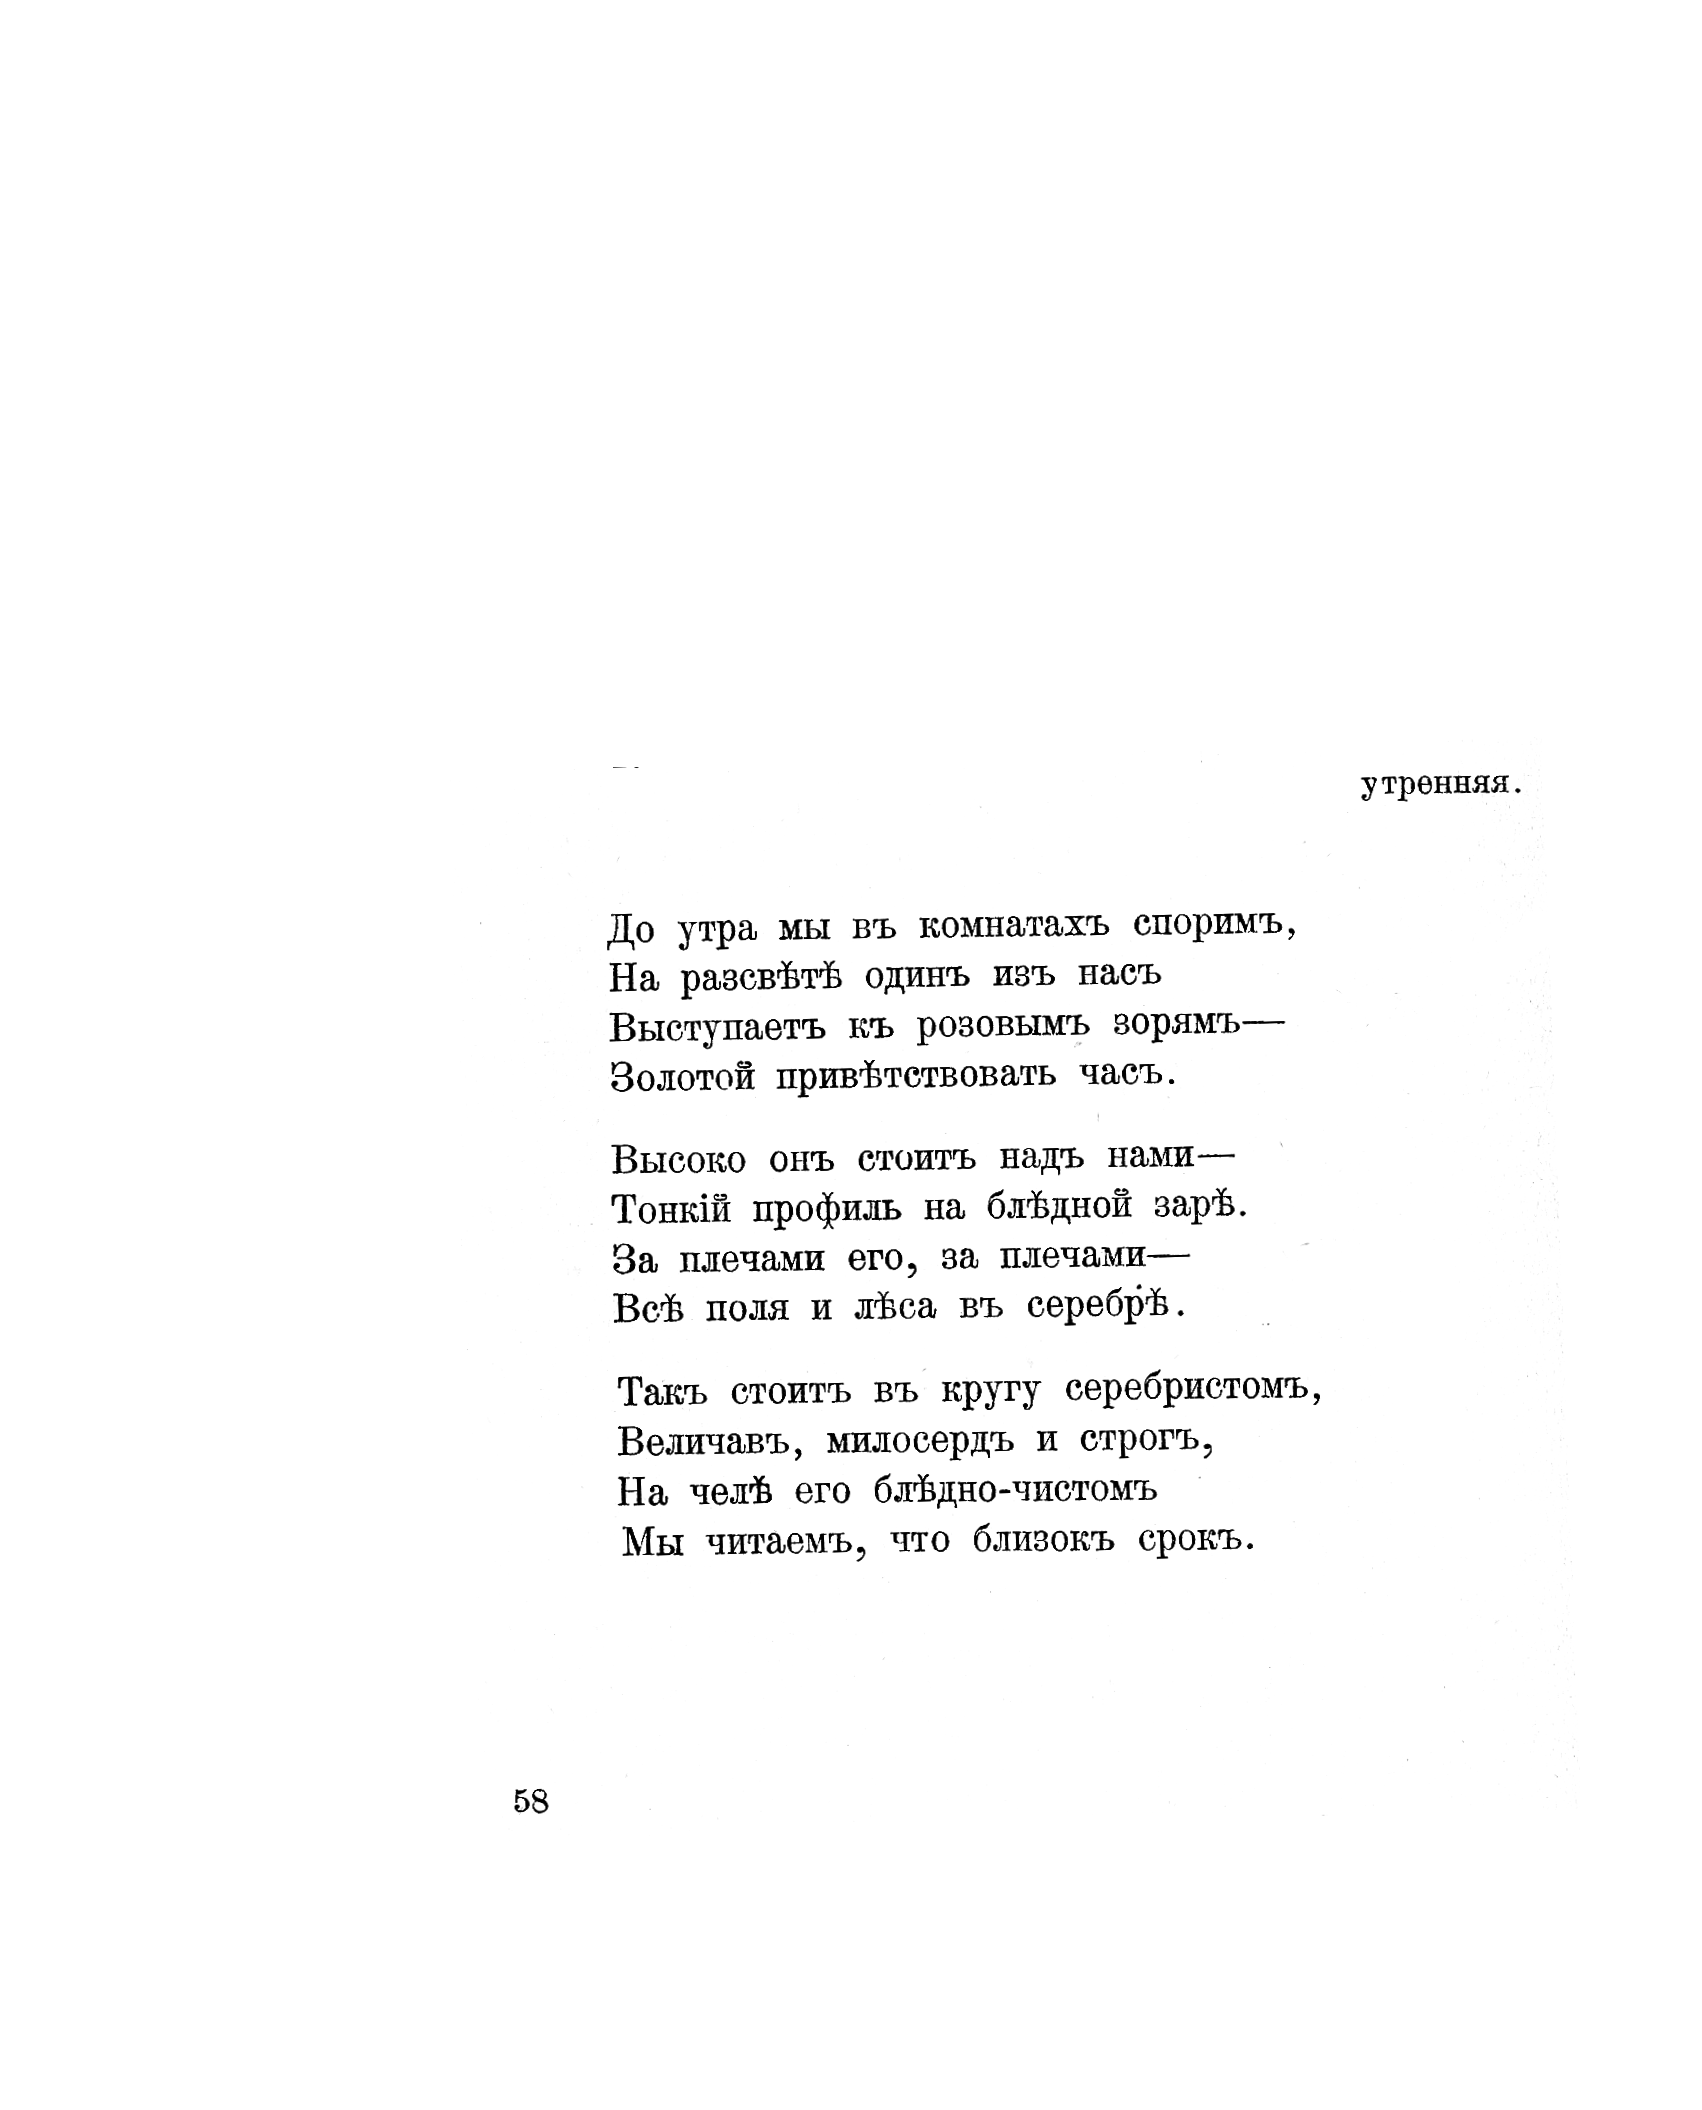 утренняя.
До утра мы въ комнатахъ споримъ,
На разсвѣтѣ одинъ изъ насъ
Выступаетъ къ розовымъ зорямъ—
Золотой привѣтствовать часъ.
Высоко онъ стоитъ надъ нами—
Тонкій профиль на блѣдной зарѣ.
За плечами его, за плечами—
Всѣ поля и лѣса въ серебрѣ.
Такъ стоитъ въ кругу серебристомъ,
Величавъ, милосердъ и строгъ,
На челѣ его блѣдно-чистомъ
Мы читаемъ, что близокъ срокъ.
58